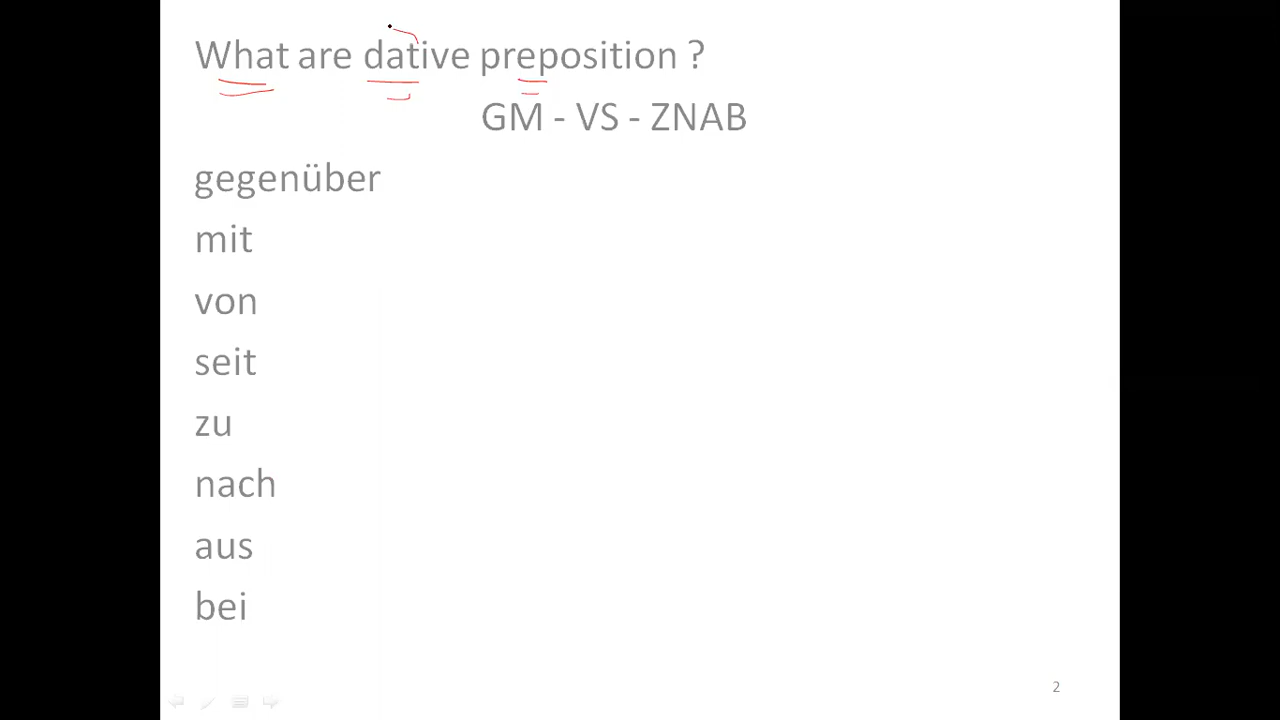 What are dative preposition ?
GM - VS - ZNAB
gegenüber
mit
von
seit
zu
nach
aus
bei
2